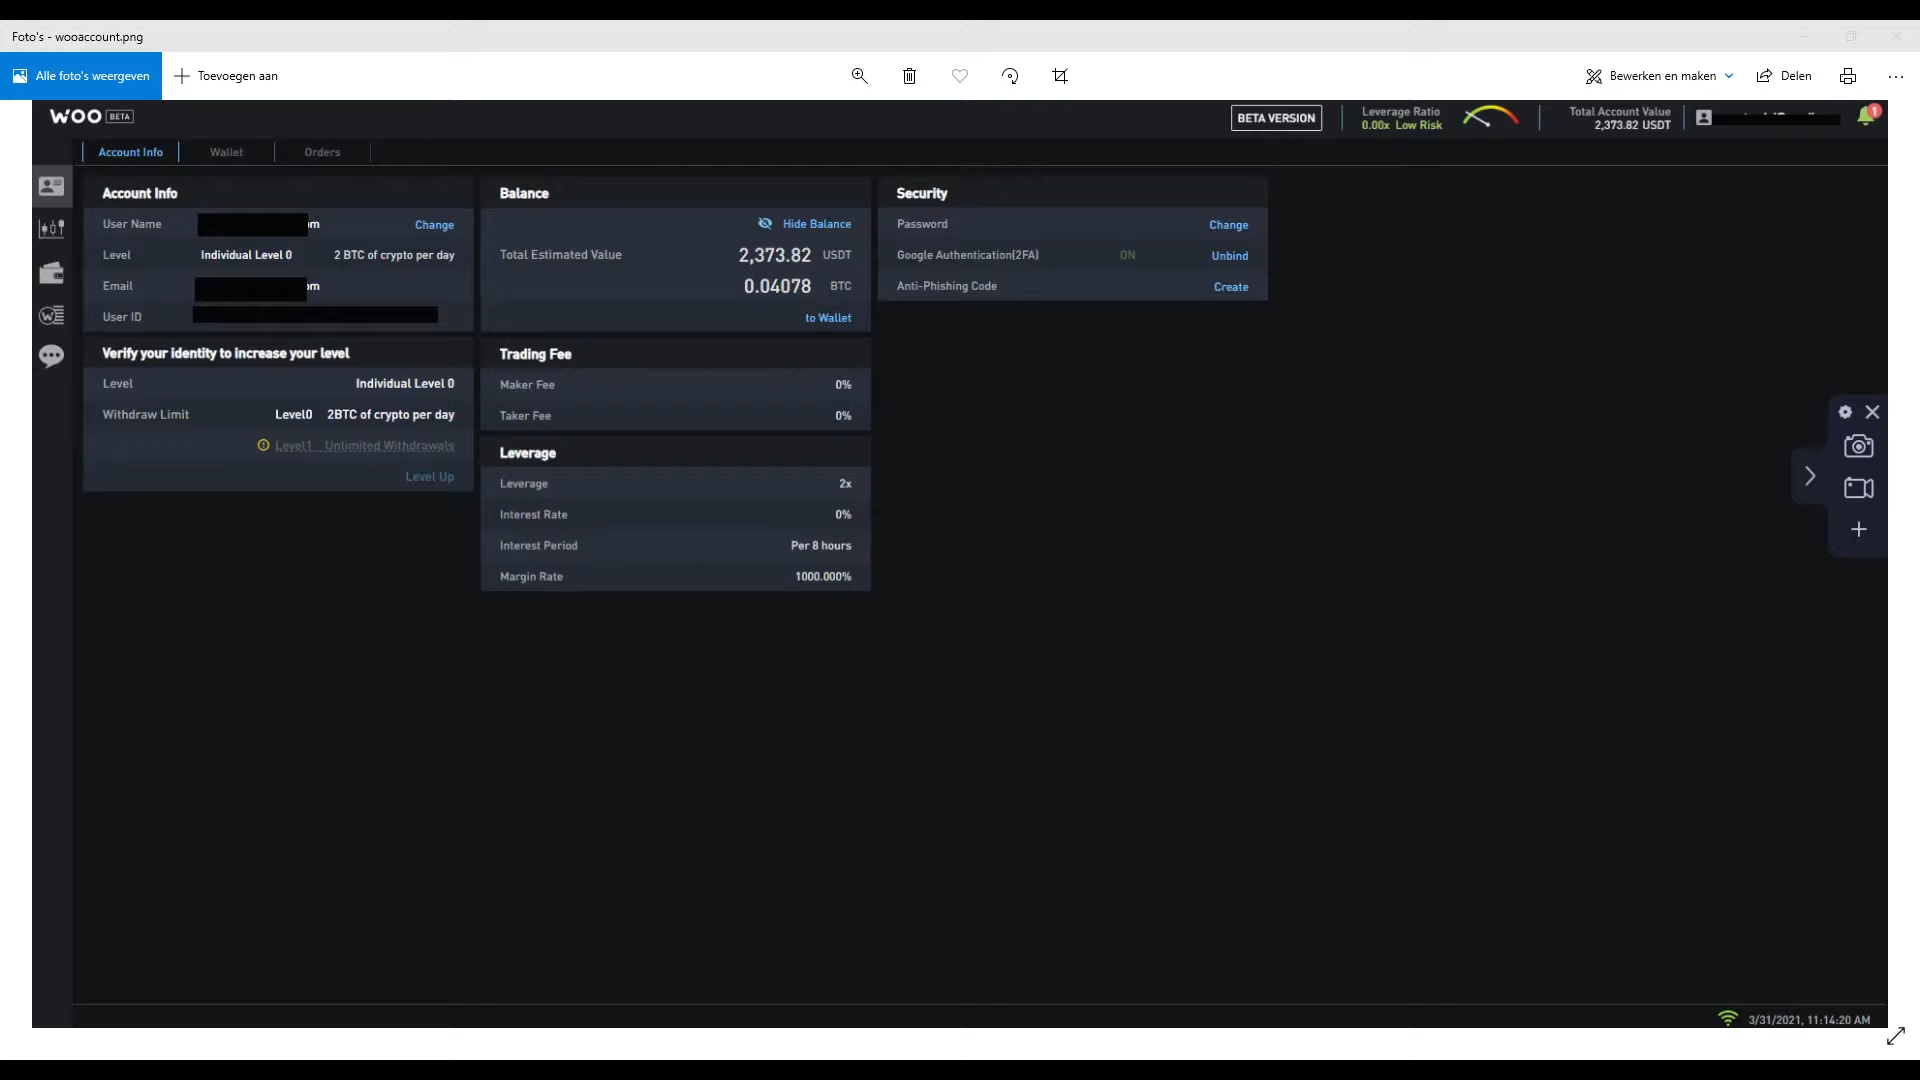 Foto's - wooaccount.png
Alle foto's weergeven
Toevoegen aan
Bewerken en maken
Delen
WOO BETA
BETA VERSION
Leverage Ratio
0.00x Low Risk
Total Account Value
2,373.82 USDT
1
Account Info
Wallet
Orders
Account Info
User Name om Change
Level Individual Level 0 2 BTC of crypto per day
Email om
User ID
Verify your identity to increase your level
Level Individual Level 0
Withdraw Limit Level0 2BTC of crypto per day
Level1 Unlimited Withdrawals
Level Up
Balance
Hide Balance
Total Estimated Value 2,373.82 USDT
0.04078 BTC
to Wallet
Trading Fee
Maker Fee 0%
Taker Fee 0%
Leverage
Leverage 2x
Interest Rate 0%
Interest Period Per 8 hours
Margin Rate 1000.000%
Security
Password Change
Google Authentication(2FA) ON Unbind
Anti-Phishing Code Create
3/31/2021, 11:14:20 AM